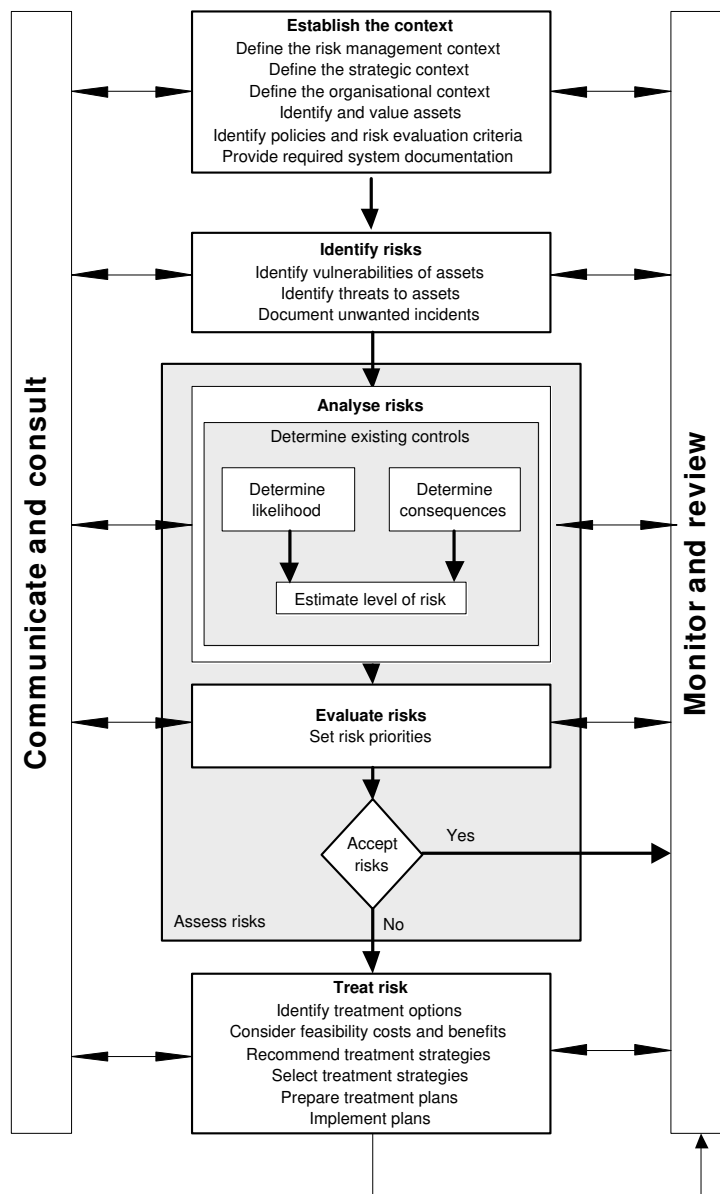 Establish the context
Define the risk management context
Define the strategic context
Define the organisational context
Identify and value assets
Identify policies and risk evaluation criteria
Provide required system documentation
Identify risks
Identify vulnerabilities of assets
Identify threats to assets
Document unwanted incidents
Communicate and consult
Monitor and review
Analyse risks
Determine existing controls
Determine
likelihood
Determine
consequences
Estimate level of risk
Evaluate risks
Set risk priorities
Accept
risks
Yes
No
Assess risks
Treat risk
Identify treatment options
Consider feasibility costs and benefits
Recommend treatment strategies
Select treatment strategies
Prepare treatment plans
Implement plans